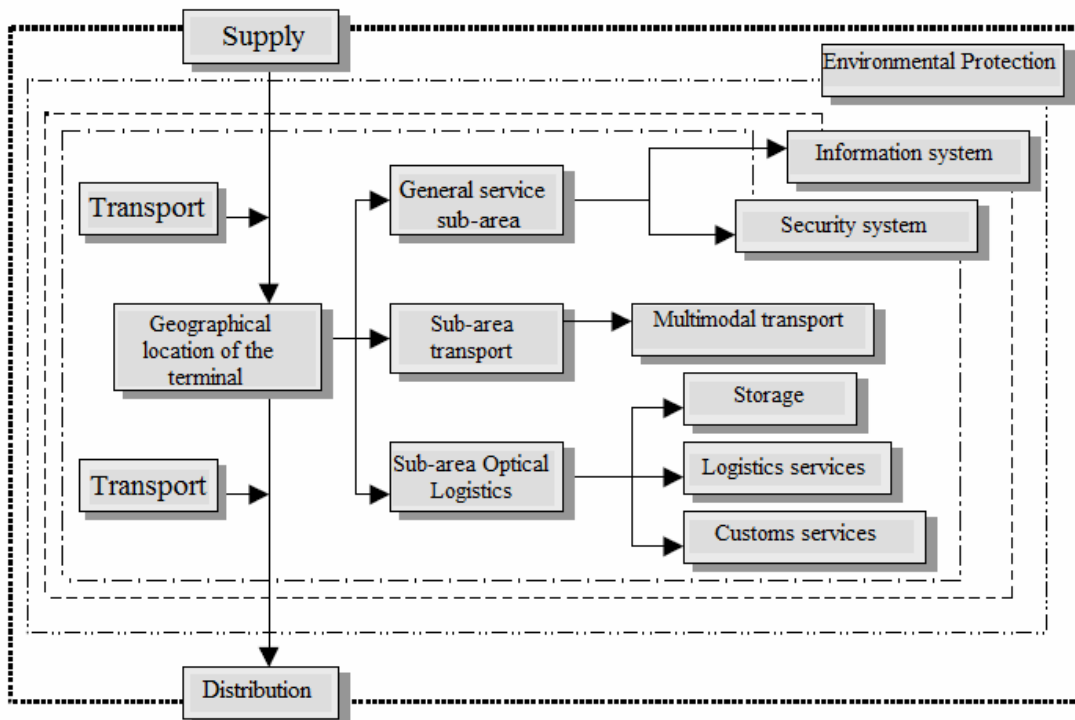 Supply
Environmental Protection
Information system
General service
sub-area
Transport
Security system
Geographical
location of the
terminal
Sub-area
transport
Multimodal transport
Storage
Transport
Sub-area Optical
Logistics
Logistics services
Customs services
Distribution